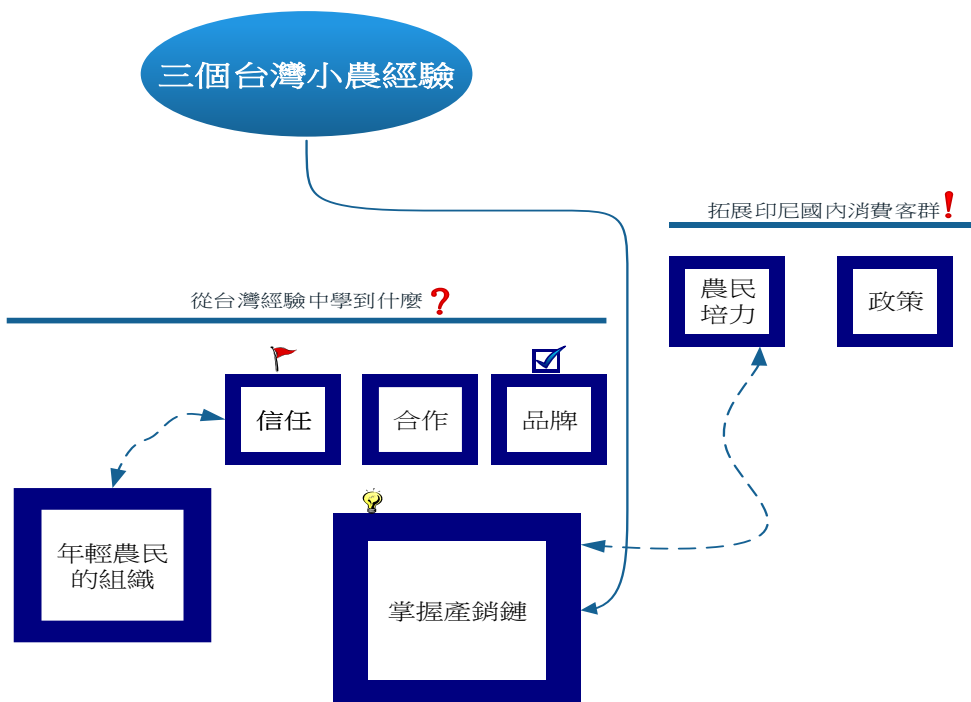 三個台灣小農經驗
拓展印尼國內消費客群❗
農民
培力
政策
從台灣經驗中學到什麼❓
信任
合作
品牌
年輕農民
的組織
掌握產銷鏈